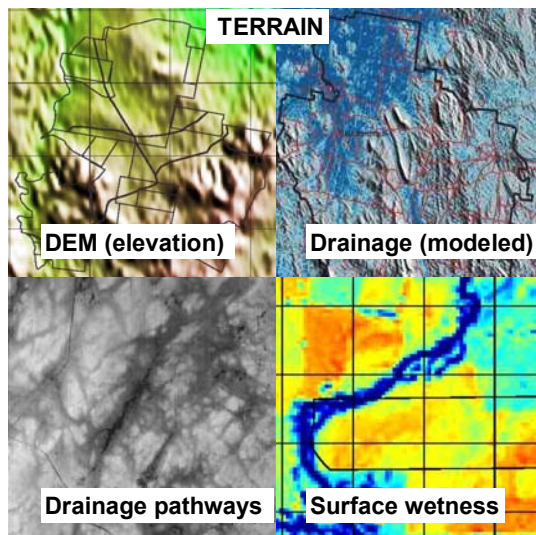 TERRAIN
DEM (elevation)
Drainage (modeled)
Drainage pathways
Surface wetness